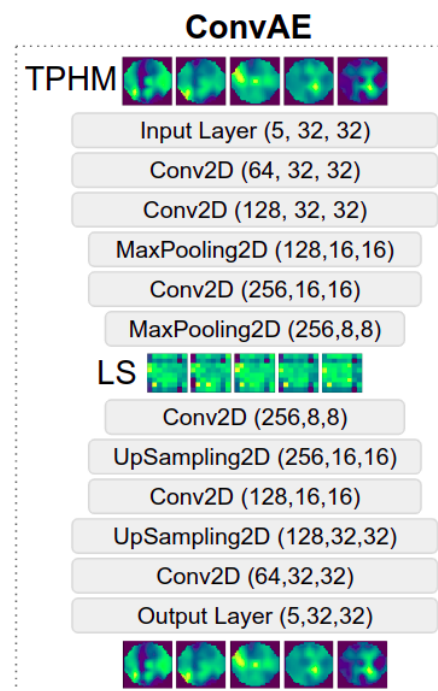 ConvAE
TPHM
Input Layer (5, 32, 32)
Conv2D (64, 32, 32)
Conv2D (128, 32, 32)
MaxPooling2D (128,16,16)
Conv2D (256,16,16)
MaxPooling2D (256,8,8)
LS
Conv2D (256,8,8)
UpSampling2D (256,16,16)
Conv2D (128,16,16)
UpSampling2D (128,32,32)
Conv2D (64,32,32)
Output Layer (5,32,32)